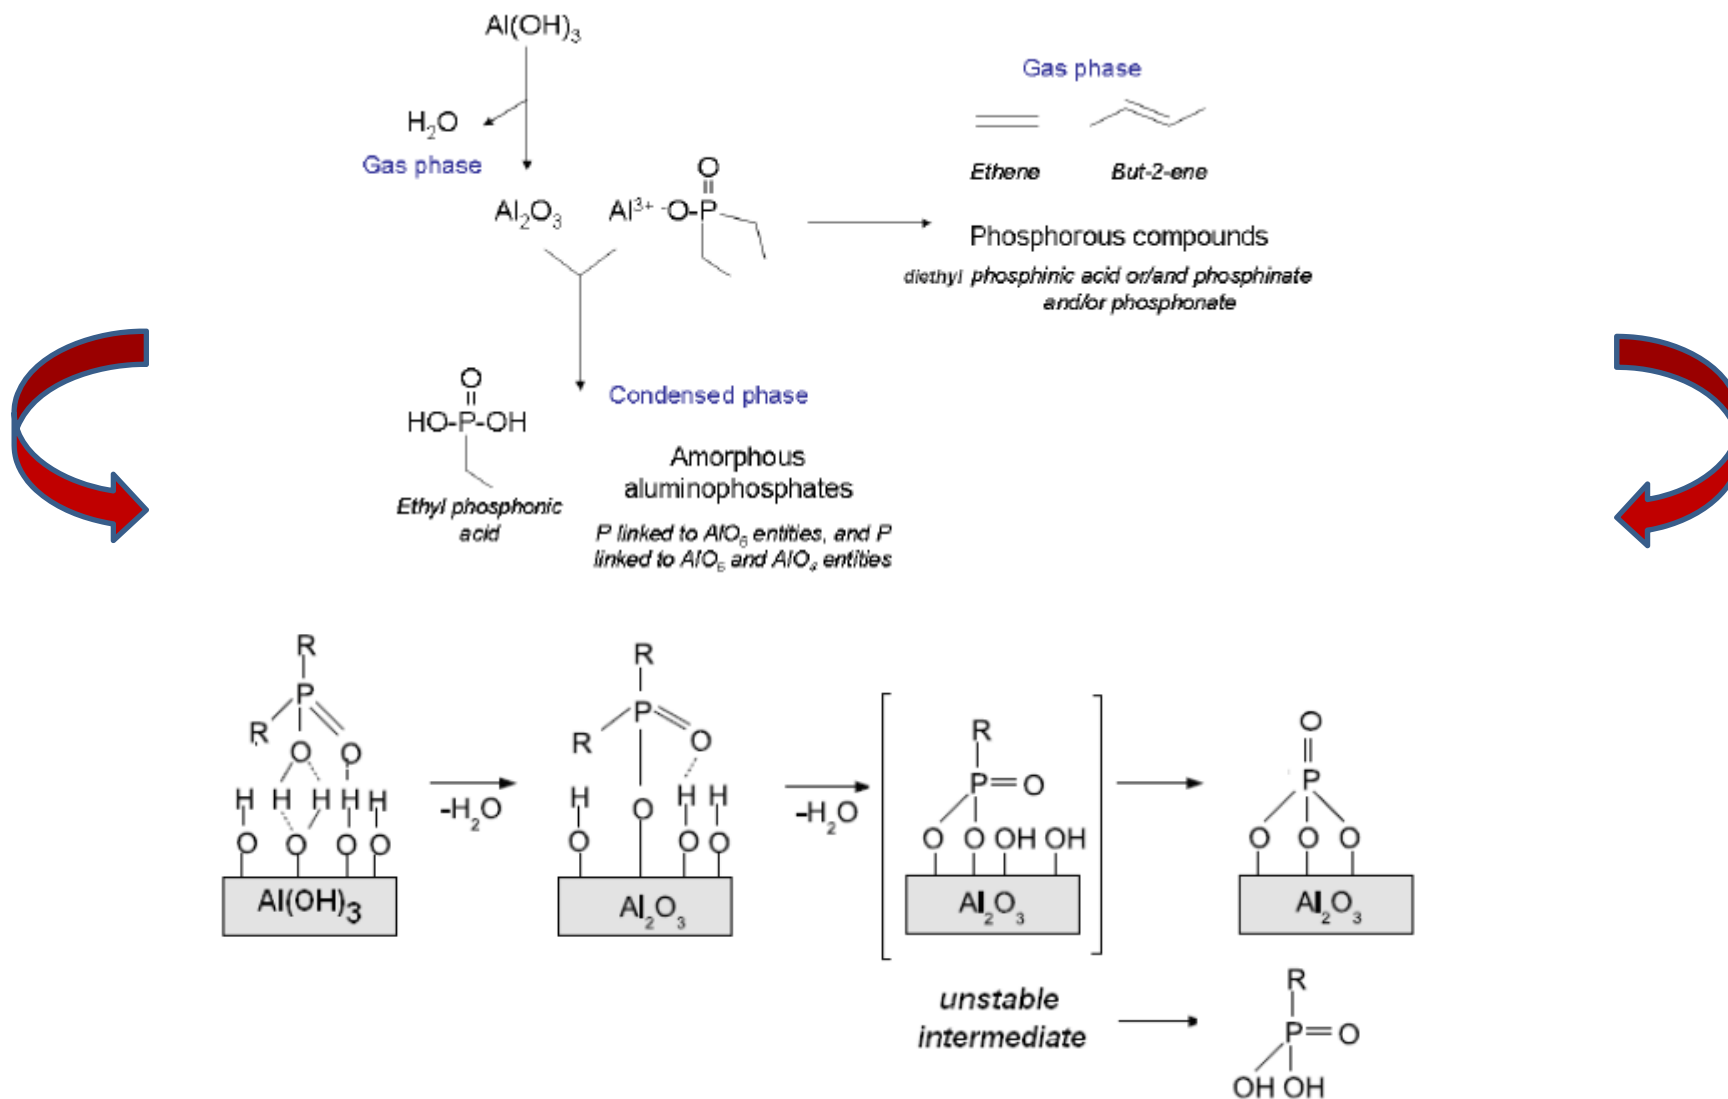 Al(OH)₃
Gas phase
H₂O
Gas phase
Ethene But-2-ene
Al₂O₃ Al³⁺ -O-P
O
Phosphorous compounds
diethyl phosphinic acid or/and phosphinate
and/or phosphonate
O
HO-P-OH
Ethyl phosphonic
acid
Condensed phase
Amorphous
aluminophosphates
P linked to AlO₆ entities, and P
linked to AlO₅ and AlO₄ entities
R
P
R
O O
H H H H H
O O O O
Al(OH)₃
-H₂O
R
P
R O
H O H H
O O O
Al₂O₃
-H₂O
R
P=O
O O OH OH
Al₂O₃
unstable
intermediate
O
P
O O O
Al₂O₃
R
P=O
OH OH